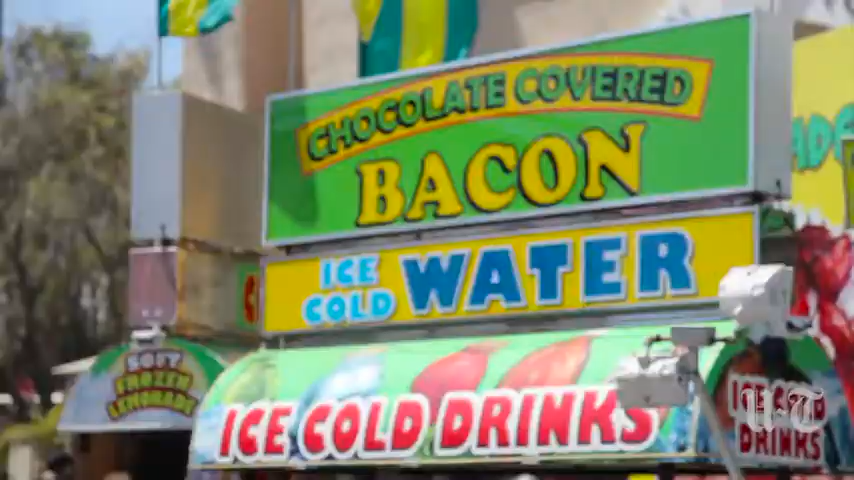 CHOCOLATE COVERED
BACON
ICE
COLD
WATER
SOFT
FROZEN
LEMONADE
ICE COLD DRINKS
ICE COLD
DRINKS